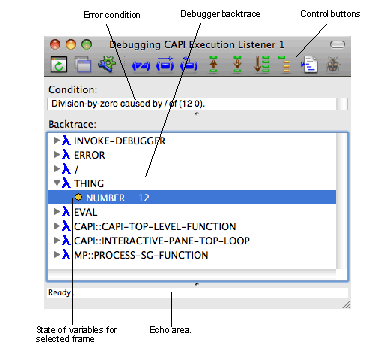 Error condition
Debugger backtrace
Control buttons
Debugging CAPI Execution Listener 1
Condition:
Division-by-zero caused by / of (12 0).
Backtrace:
INVOKE-DEBUGGER
ERROR
/
THING
NUMBER 12
EVAL
CAPI::CAPI-TOP-LEVEL-FUNCTION
CAPI::INTERACTIVE-PANE-TOP-LOOP
MP::PROCESS-SG-FUNCTION
Ready.
State of variables for
selected frame
Echo area.